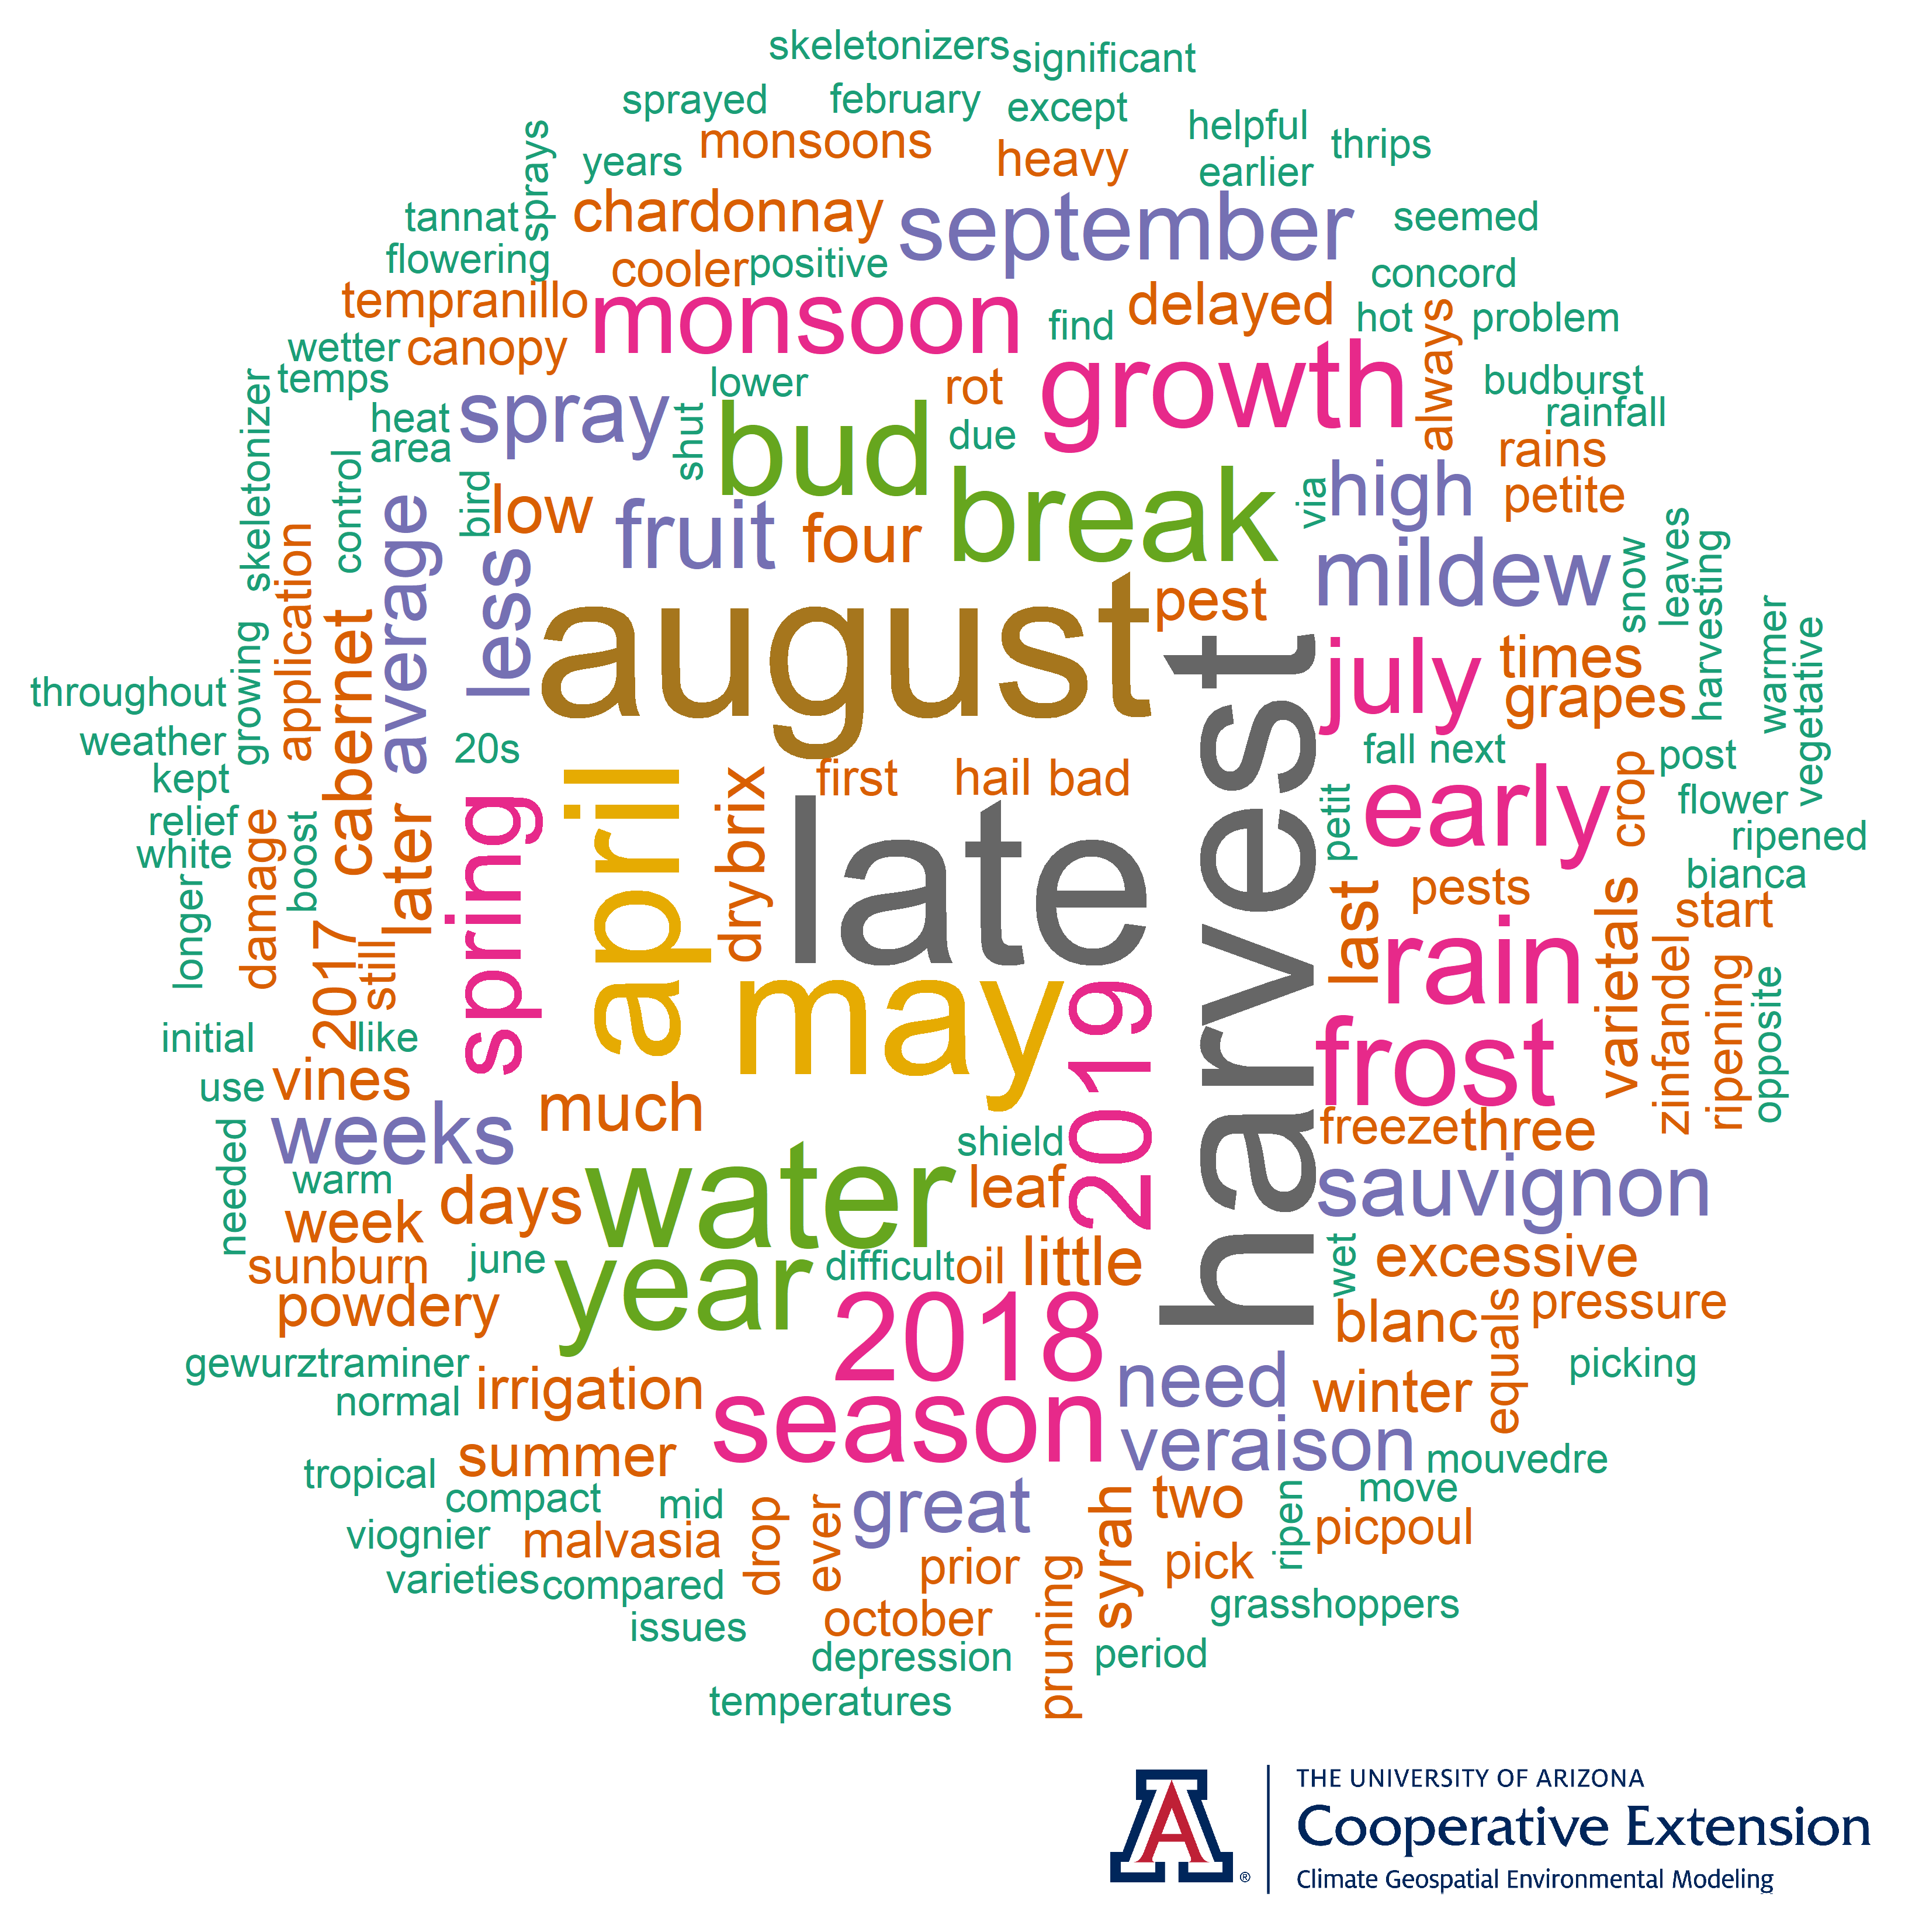 skeletonizers
significant
sprayed
february
except
helpful
thrips
sprays
years
monsoons
heavy
earlier
tannat
chardonnay
september
seemed
flowering
cooler
positive
concord
tempranillo
monsoon
find
delayed
hot
always
problem
wetter
canopy
growth
temps
lower
rot
budburst
skeletonizer
heat
spray
shut
bud
due
rainfall
area
rains
control
bird
low
fruit
four
break
via
high
petite
application
average
less
august
pest
mildew
snow
leaves
harvesting
warmer
vegetative
growing
cabernet
harvest
july
times
grapes
throughout
weather
20s
fall
next
post
kept
april
drybrix
first
hail
bad
petit
early
crop
flower
relief
white
damage
boost
later
spring
late
ripened
bianca
pests
longer
2017
still
last
rain
varietals
start
zinfandel
ripening
opposite
may
2019
initial
like
frost
use
vines
much
weeks
shield
freeze
three
needed
warm
days
water
leaf
sauvignon
week
sunburn
june
year
difficult
oil
little
wet
excessive
powdery
2018
blanc
equals
pressure
gewurztraminer
normal
irrigation
season
need
winter
picking
tropical
summer
veraison
mouvedre
compact
mid
great
syrah
two
ripen
move
viognier
malvasia
drop
ever
picpoul
varieties
compared
prior
pruning
pick
issues
october
grasshoppers
depression
period
temperatures
THE UNIVERSITY OF ARIZONA
Cooperative Extension
Climate Geospatial Environmental Modeling
A
®